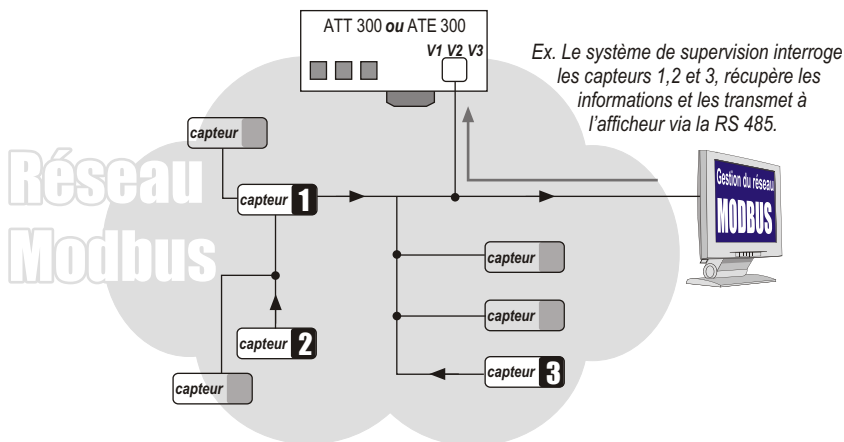 ATT 300 ou ATE 300
V1 V2 V3
Ex. Le système de supervision interroge
les capteurs 1,2 et 3, récupère les
informations et les transmet à
l'afficheur via la RS 485.
capteur
Réseau
Modbus
capteur 1
Gestion du réseau
MODBUS
capteur
capteur
capteur 2
capteur 3
capteur